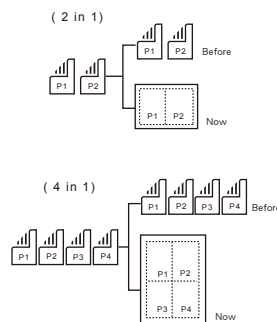 ( 2 in 1 )
P1 P2 Before
P1 P2
P1 P2
Now
( 4 in 1)
P1 P2 P3 P4 Before
P1 P2 P3 P4
P1 P2
P3 P4
Now